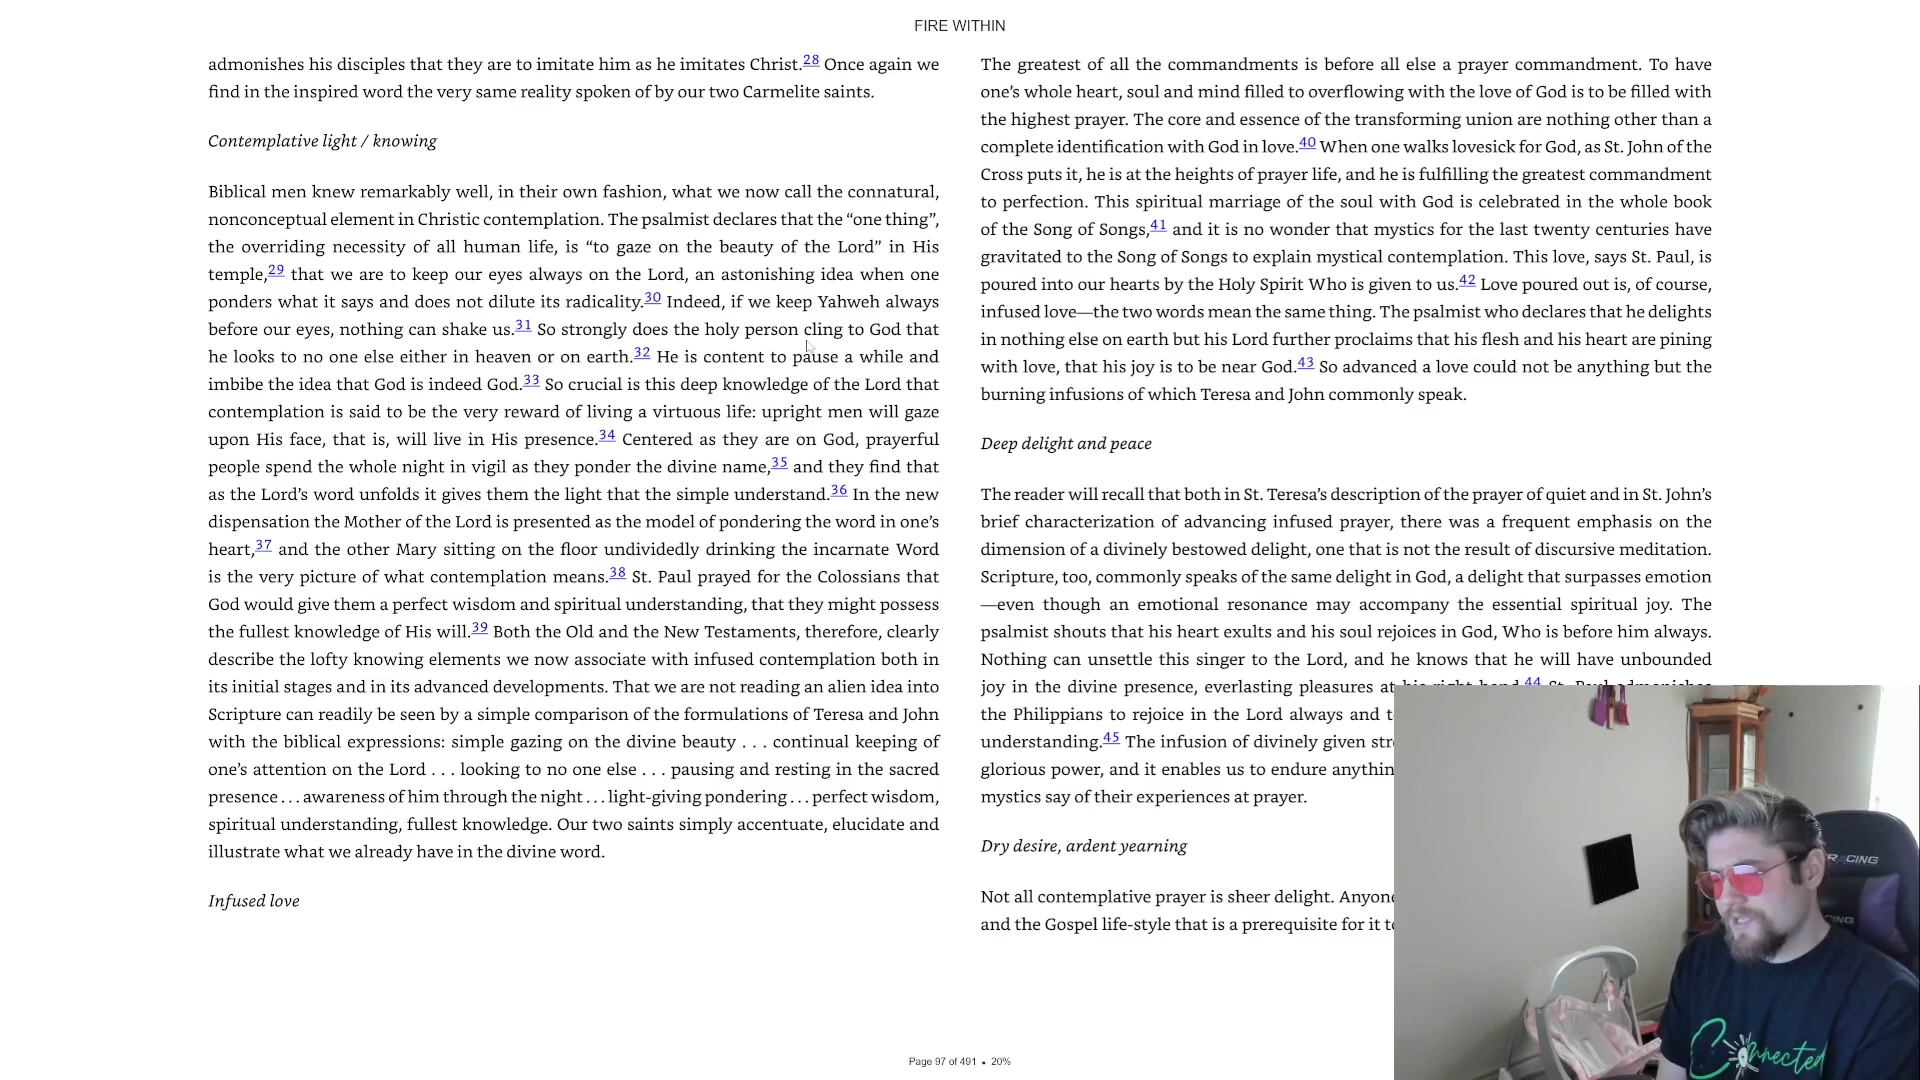 FIRE WITHIN
admonishes his disciples that they are to imitate him as he imitates Christ.28 Once again we
find in the inspired word the very same reality spoken of by our two Carmelite saints.
Contemplative light / knowing
Biblical men knew remarkably well, in their own fashion, what we now call the connatural,
nonconceptual element in Christic contemplation. The psalmist declares that the “one thing”,
the overriding necessity of all human life, is “to gaze on the beauty of the Lord” in His
temple,29 that we are to keep our eyes always on the Lord, an astonishing idea when one
ponders what it says and does not dilute its radicality.30 Indeed, if we keep Yahweh always
before our eyes, nothing can shake us.31 So strongly does the holy person cling to God that
he looks to no one else either in heaven or on earth.32 He is content to pause a while and
imbibe the idea that God is indeed God.33 So crucial is this deep knowledge of the Lord that
contemplation is said to be the very reward of living a virtuous life: upright men will gaze
upon His face, that is, will live in His presence.34 Centered as they are on God, prayerful
people spend the whole night in vigil as they ponder the divine name,35 and they find that
as the Lord’s word unfolds it gives them the light that the simple understand.36 In the new
dispensation the Mother of the Lord is presented as the model of pondering the word in one’s
heart,37 and the other Mary sitting on the floor undividedly drinking the incarnate Word
is the very picture of what contemplation means.38 St. Paul prayed for the Colossians that
God would give them a perfect wisdom and spiritual understanding, that they might possess
the fullest knowledge of His will.39 Both the Old and the New Testaments, therefore, clearly
describe the lofty knowing elements we now associate with infused contemplation both in
its initial stages and in its advanced developments. That we are not reading an alien idea into
Scripture can readily be seen by a simple comparison of the formulations of Teresa and John
with the biblical expressions: simple gazing on the divine beauty . . . continual keeping of
one’s attention on the Lord . . . looking to no one else . . . pausing and resting in the sacred
presence . . . awareness of him through the night . . . light-giving pondering . . . perfect wisdom,
spiritual understanding, fullest knowledge. Our two saints simply accentuate, elucidate and
illustrate what we already have in the divine word.
Infused love
The greatest of all the commandments is before all else a prayer commandment. To have
one’s whole heart, soul and mind filled to overflowing with the love of God is to be filled with
the highest prayer. The core and essence of the transforming union are nothing other than a
complete identification with God in love.40 When one walks lovesick for God, as St. John of the
Cross puts it, he is at the heights of prayer life, and he is fulfilling the greatest commandment
to perfection. This spiritual marriage of the soul with God is celebrated in the whole book
of the Song of Songs,41 and it is no wonder that mystics for the last twenty centuries have
gravitated to the Song of Songs to explain mystical contemplation. This love, says St. Paul, is
poured into our hearts by the Holy Spirit Who is given to us.42 Love poured out is, of course,
infused love—the two words mean the same thing. The psalmist who declares that he delights
in nothing else on earth but his Lord further proclaims that his flesh and his heart are pining
with love, that his joy is to be near God.43 So advanced a love could not be anything but the
burning infusions of which Teresa and John commonly speak.
Deep delight and peace
The reader will recall that both in St. Teresa’s description of the prayer of quiet and in St. John’s
brief characterization of advancing infused prayer, there was a frequent emphasis on the
dimension of a divinely bestowed delight, one that is not the result of discursive meditation.
Scripture, too, commonly speaks of the same delight in God, a delight that surpasses emotion
—even though an emotional resonance may accompany the essential spiritual joy. The
psalmist shouts that his heart exults and his soul rejoices in God, Who is before him always.
Nothing can unsettle this singer to the Lord, and he knows that he will have unbounded
joy in the divine presence, everlasting pleasures at his right hand.44 St. Paul admonishes
the Philippians to rejoice in the Lord always and
understanding.45 The infusion of divinely given
glorious power, and it enables us to endure
mystics say of their experiences at prayer.
Dry desire, ardent yearning
Not all contemplative prayer is sheer delight.
and the Gospel life-style that is a prerequisite for it
Page 97 of 491 • 20%
RACING
Connected